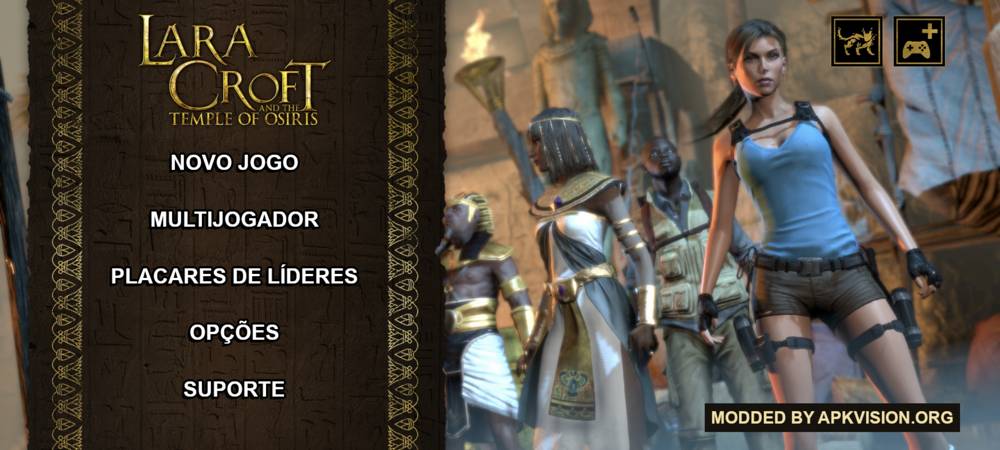 LARA
CROFT
AND THE
TEMPLE OF OSIRIS
NOVO JOGO
MULTIJOGADOR
PLACARES DE LÍDERES
OPÇÕES
SUPORTE
MODDED BY APKVISION.ORG